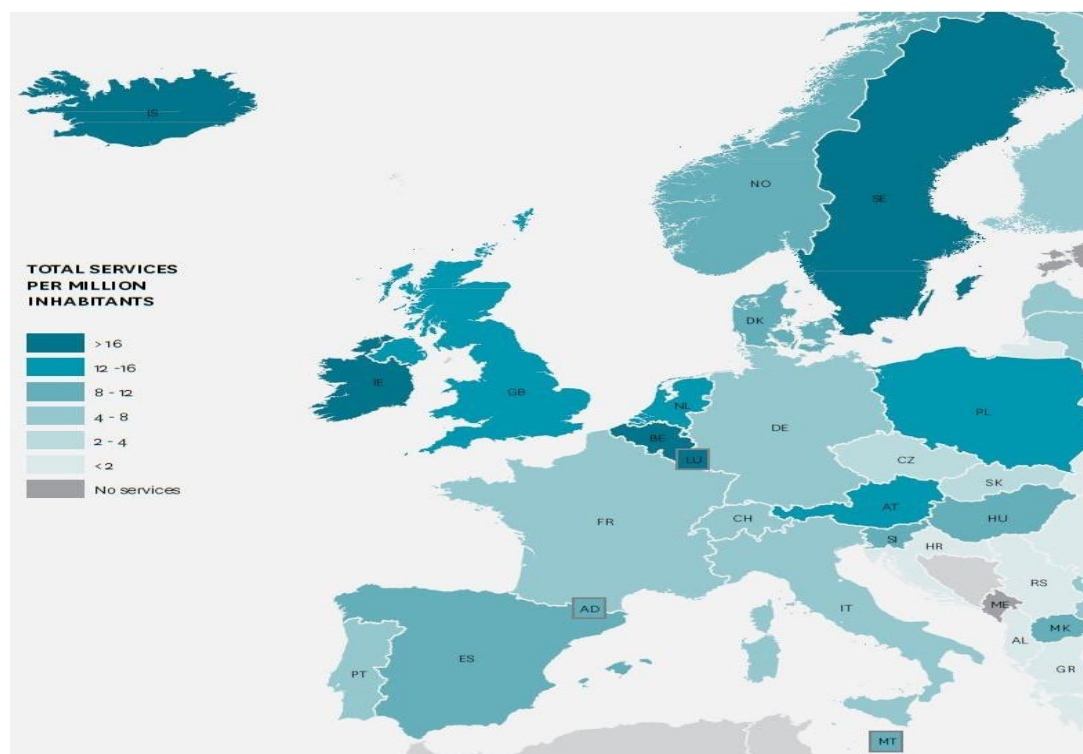 IS
NO
SE
TOTAL SERVICES
PER MILLION
INHABITANTS
>16
12 -16
8 - 12
4 - 8
2 - 4
<2
No services
DK
IE
GB
NL
BE
LU
DE
PL
CZ
SK
AT
HU
FR
CH
SI
HR
RS
AD
IT
ME
MK
AL
ES
PT
GR
MT